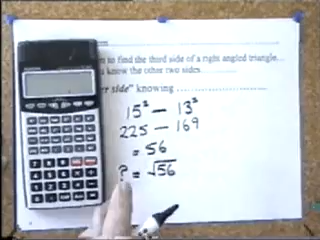 to find the third side of a right angled triangle...
know the other two sides
side" knowing
15² — 13²
225 — 169
= 56
? = √56